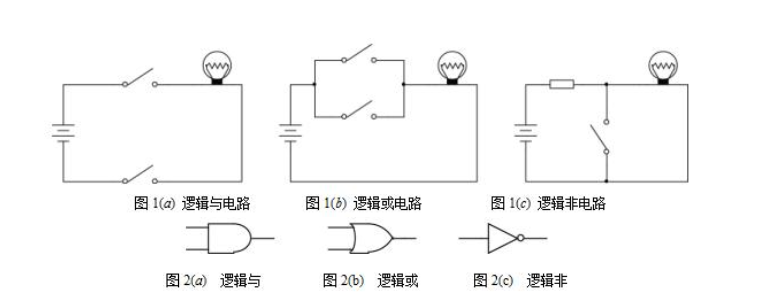 图 1(a) 逻辑与电路 图 1(b) 逻辑或电路 图 1(c) 逻辑非电路
图 2(a) 逻辑与 图 2(b) 逻辑或 图 2(c) 逻辑非